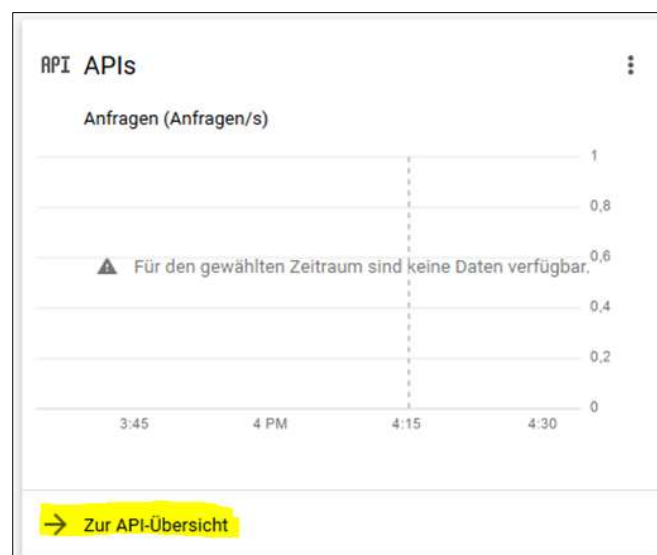 API APIs
Anfragen (Anfragen/s)
1
0,8
0,6
Für den gewählten Zeitraum sind keine Daten verfügbar.
0,4
0,2
0
3:45 4 PM 4:15 4:30
Zur API-Übersicht